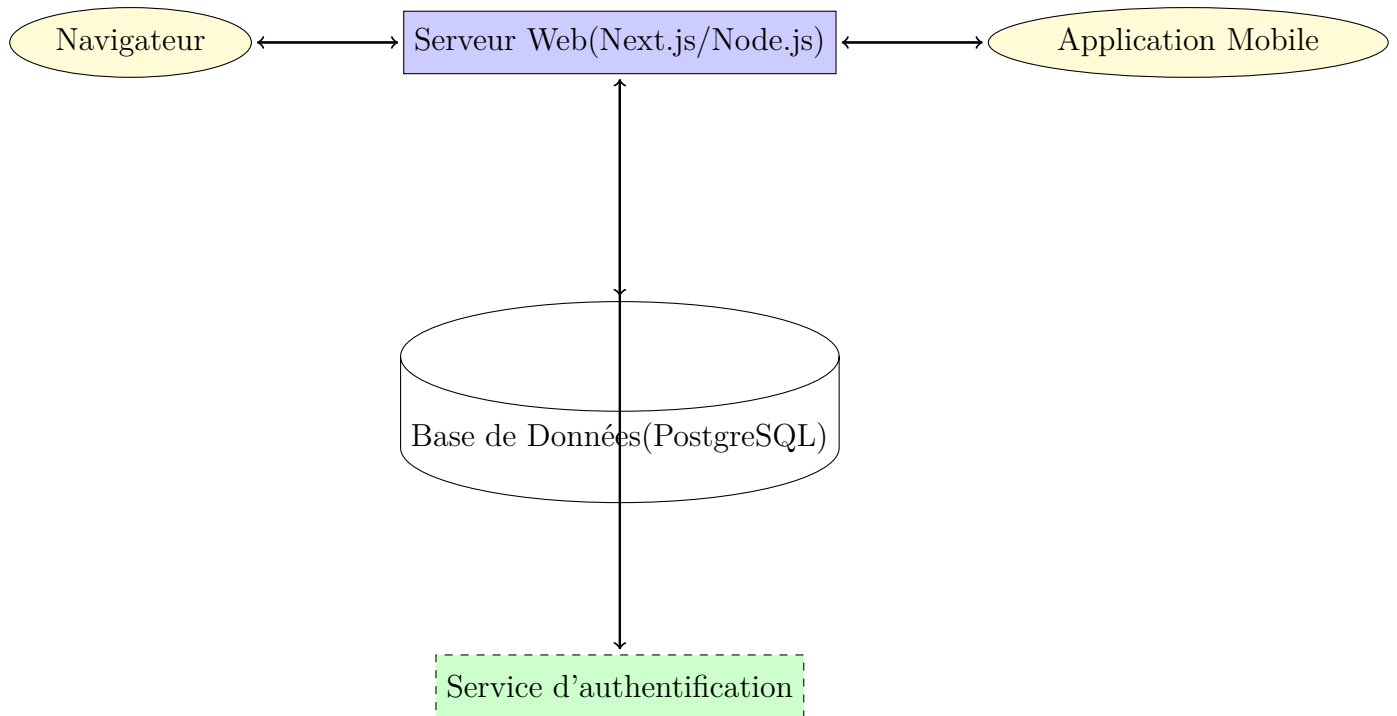 Navigateur
Serveur Web(Next.js/Node.js)
Application Mobile
Base de Données(PostgreSQL)
Service d'authentification